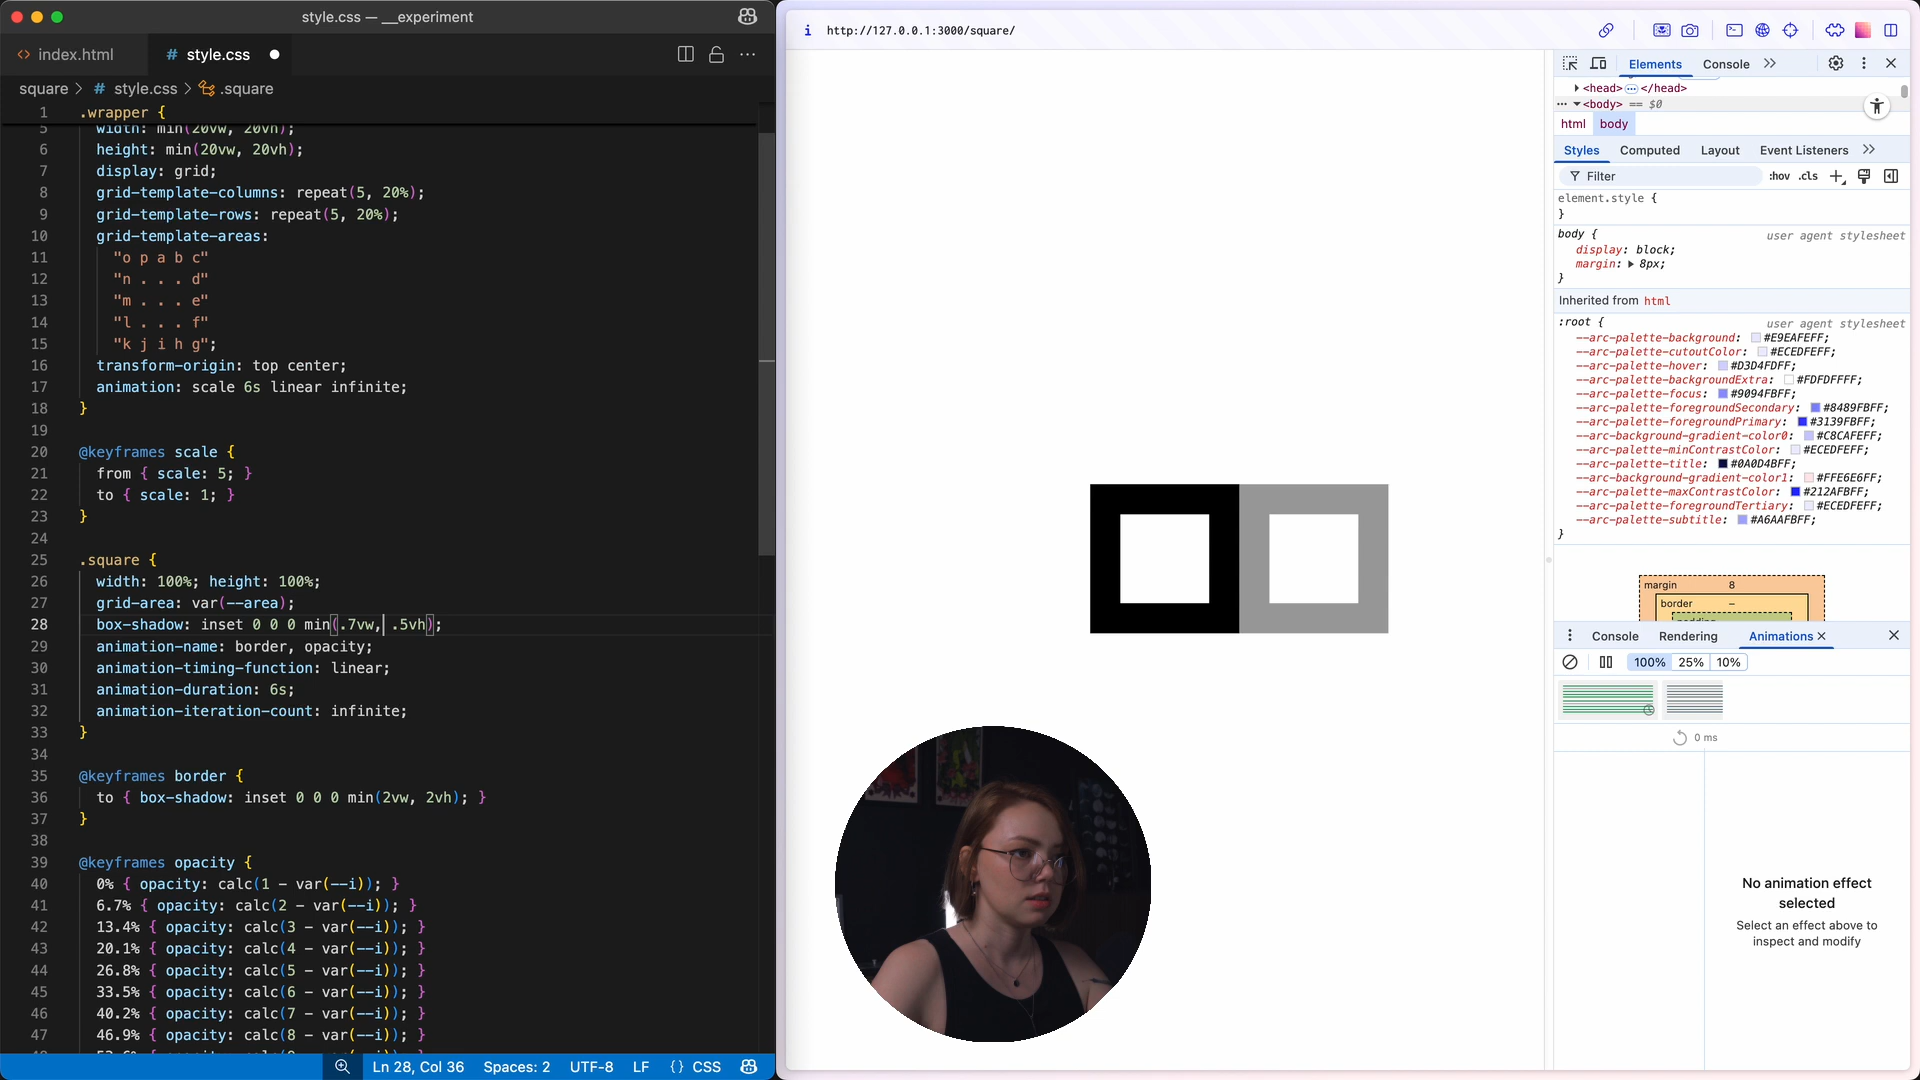 style.css — __experiment
index.html
# style.css
square > # style.css > .square
1 .wrapper {
5 width: min(20vw, 20vh);
6 height: min(20vw, 20vh);
7 display: grid;
8 grid-template-columns: repeat(5, 20%);
9 grid-template-rows: repeat(5, 20%);
10 grid-template-areas:
11 "o p a b c"
12 "n . . . d"
13 "m . . . e"
14 "l . . . f"
15 "k j i h g";
16 transform-origin: top center;
17 animation: scale 6s linear infinite;
18 }
19
20 @keyframes scale {
21 from { scale: 5; }
22 to { scale: 1; }
23 }
24
25 .square {
26 width: 100%; height: 100%;
27 grid-area: var(--area);
28 box-shadow: inset 0 0 0 min(.7vw, .5vh);
29 animation-name: border, opacity;
30 animation-timing-function: linear;
31 animation-duration: 6s;
32 animation-iteration-count: infinite;
33 }
34
35 @keyframes border {
36 to { box-shadow: inset 0 0 0 min(2vw, 2vh); }
37 }
38
39 @keyframes opacity {
40 0% { opacity: calc(1 - var(--i)); }
41 6.7% { opacity: calc(2 - var(--i)); }
42 13.4% { opacity: calc(3 - var(--i)); }
43 20.1% { opacity: calc(4 - var(--i)); }
44 26.8% { opacity: calc(5 - var(--i)); }
45 33.5% { opacity: calc(6 - var(--i)); }
46 40.2% { opacity: calc(7 - var(--i)); }
47 46.9% { opacity: calc(8 - var(--i)); }
Ln 28, Col 36 Spaces: 2 UTF-8 LF {} CSS
http://127.0.0.1:3000/square/
Elements Console
<head> ··· </head>
··· <body> == $0
html body
Styles Computed Layout Event Listeners
Filter :hov .cls
element.style {
}
body { user agent stylesheet
display: block;
margin: 8px;
}
Inherited from html
:root { user agent stylesheet
--arc-palette-background: #E9EAFEFF;
--arc-palette-cutoutColor: #ECEDFEFF;
--arc-palette-hover: #D3D4FDFF;
--arc-palette-backgroundExtra: #FDFDFFFF;
--arc-palette-focus: #9094FBFF;
--arc-palette-foregroundSecondary: #8489FBFF;
--arc-palette-foregroundPrimary: #3139FBFF;
--arc-background-gradient-color0: #C8CAFEFF;
--arc-palette-minContrastColor: #ECEDFEFF;
--arc-palette-title: #0A0D4BFF;
--arc-background-gradient-color1: #FFE6E6FF;
--arc-palette-maxContrastColor: #212AFBFF;
--arc-palette-foregroundTertiary: #ECEDFEFF;
--arc-palette-subtitle: #A6AAFBFF;
}
margin 8
border –
Console Rendering Animations
100% 25% 10%
0 ms
No animation effect
selected
Select an effect above to
inspect and modify